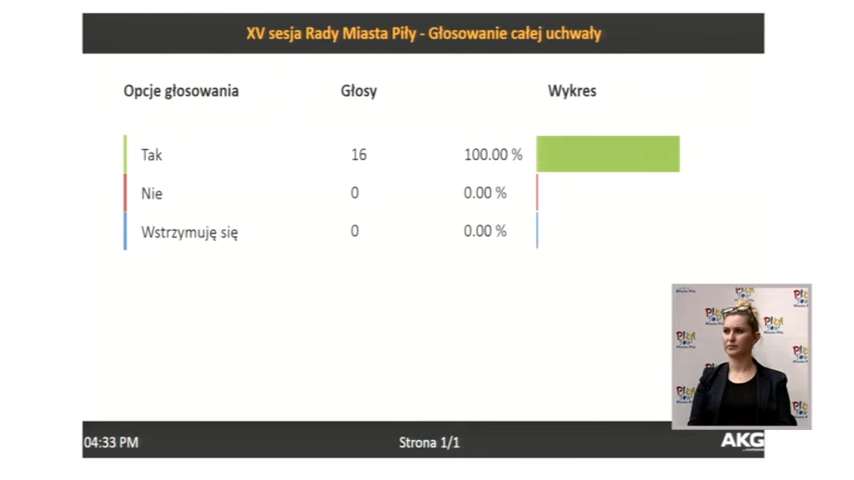 XV sesja Rady Miasta Piły - Głosowanie całej uchwały
Opcje głosowania Głosy Wykres
Tak 16 100.00 %
Nie 0 0.00 %
Wstrzymuję się 0 0.00 %
04:33 PM Strona 1/1 AKG